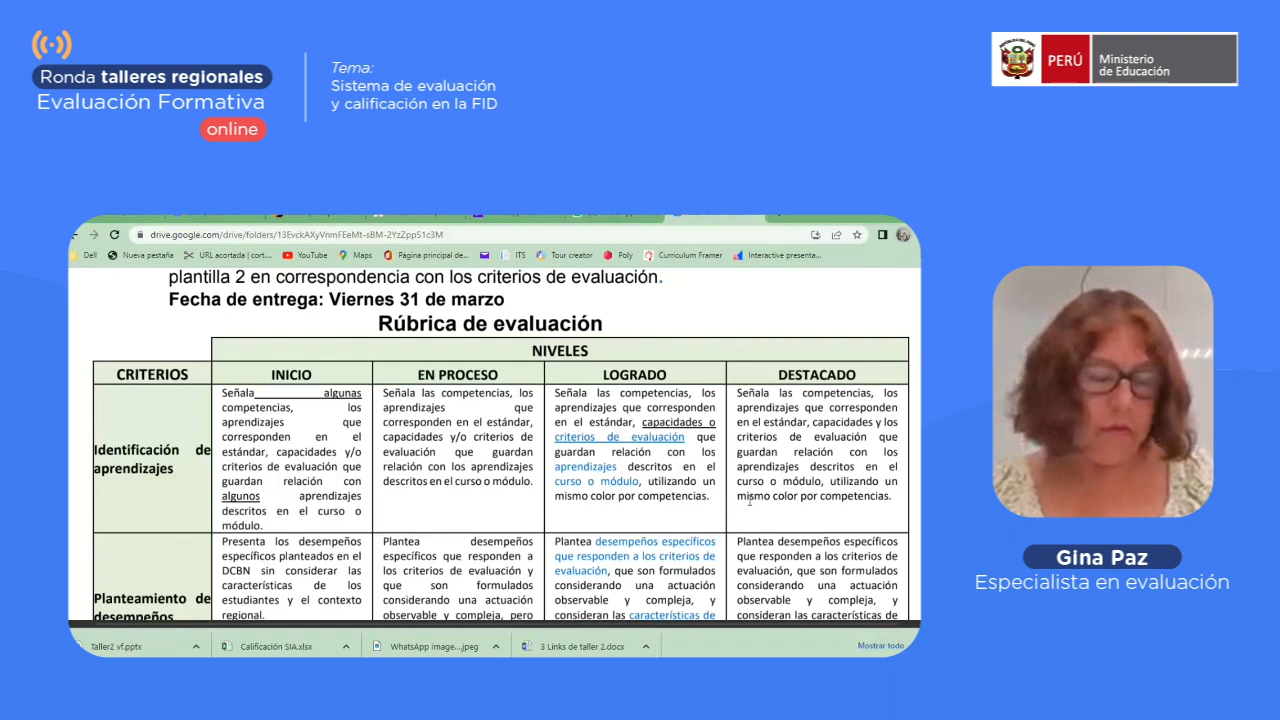 Ronda talleres regionales
Evaluación Formativa
online
Tema:
Sistema de evaluación
y calificación en la FID
PERÚ
Ministerio
de Educación
drive.google.com/drive/folders/13EvckAXyVnmFEeMt-sBM-2YzZppS1c3M
Dell
Nueva pestaña
URL acortada | cort...
YouTube
Maps
Página principal de...
ITS
Tour creator
Poly
Curriculum Framer
Interactive presenta...
plantilla 2 en correspondencia con los criterios de evaluación.
Fecha de entrega: Viernes 31 de marzo
Rúbrica de evaluación
NIVELES
CRITERIOS
INICIO
EN PROCESO
LOGRADO
DESTACADO
Identificación de
aprendizajes
Señala algunas
competencias, los
aprendizajes que
corresponden en el
estándar, capacidades y/o
criterios de evaluación que
guardan relación con
algunos aprendizajes
descritos en el curso o
módulo.
Señala las competencias, los
aprendizajes que
corresponden en el estándar,
capacidades y/o criterios de
evaluación que guardan
relación con los aprendizajes
descritos en el curso o módulo.
Señala las competencias, los
aprendizajes que corresponden
en el estándar, capacidades o
criterios de evaluación que
guardan relación con los
aprendizajes descritos en el
curso o módulo, utilizando un
mismo color por competencias.
Señala las competencias, los
aprendizajes que corresponden
en el estándar, capacidades y los
criterios de evaluación que
guardan relación con los
aprendizajes descritos en el
curso o módulo, utilizando un
mismo color por competencias.
Planteamiento de
desempeños
Presenta los desempeños
específicos planteados en el
DCBN sin considerar las
características de los
estudiantes y el contexto
regional.
Plantea desempeños
específicos que responden a
los criterios de evaluación y
que son formulados
considerando una actuación
observable y compleja, pero
Plantea desempeños específicos
que responden a los criterios de
evaluación, que son formulados
considerando una actuación
observable y compleja, y
consideran las características de
Plantea desempeños específicos
que responden a los criterios de
evaluación, que son formulados
considerando una actuación
observable y compleja, y
consideran las características de
Taller2 vf.pptx
Calificación SIA.xlsx
WhatsApp Image....jpeg
3 Links de taller 2.docx
Mostrar todo
Gina Paz
Especialista en evaluación